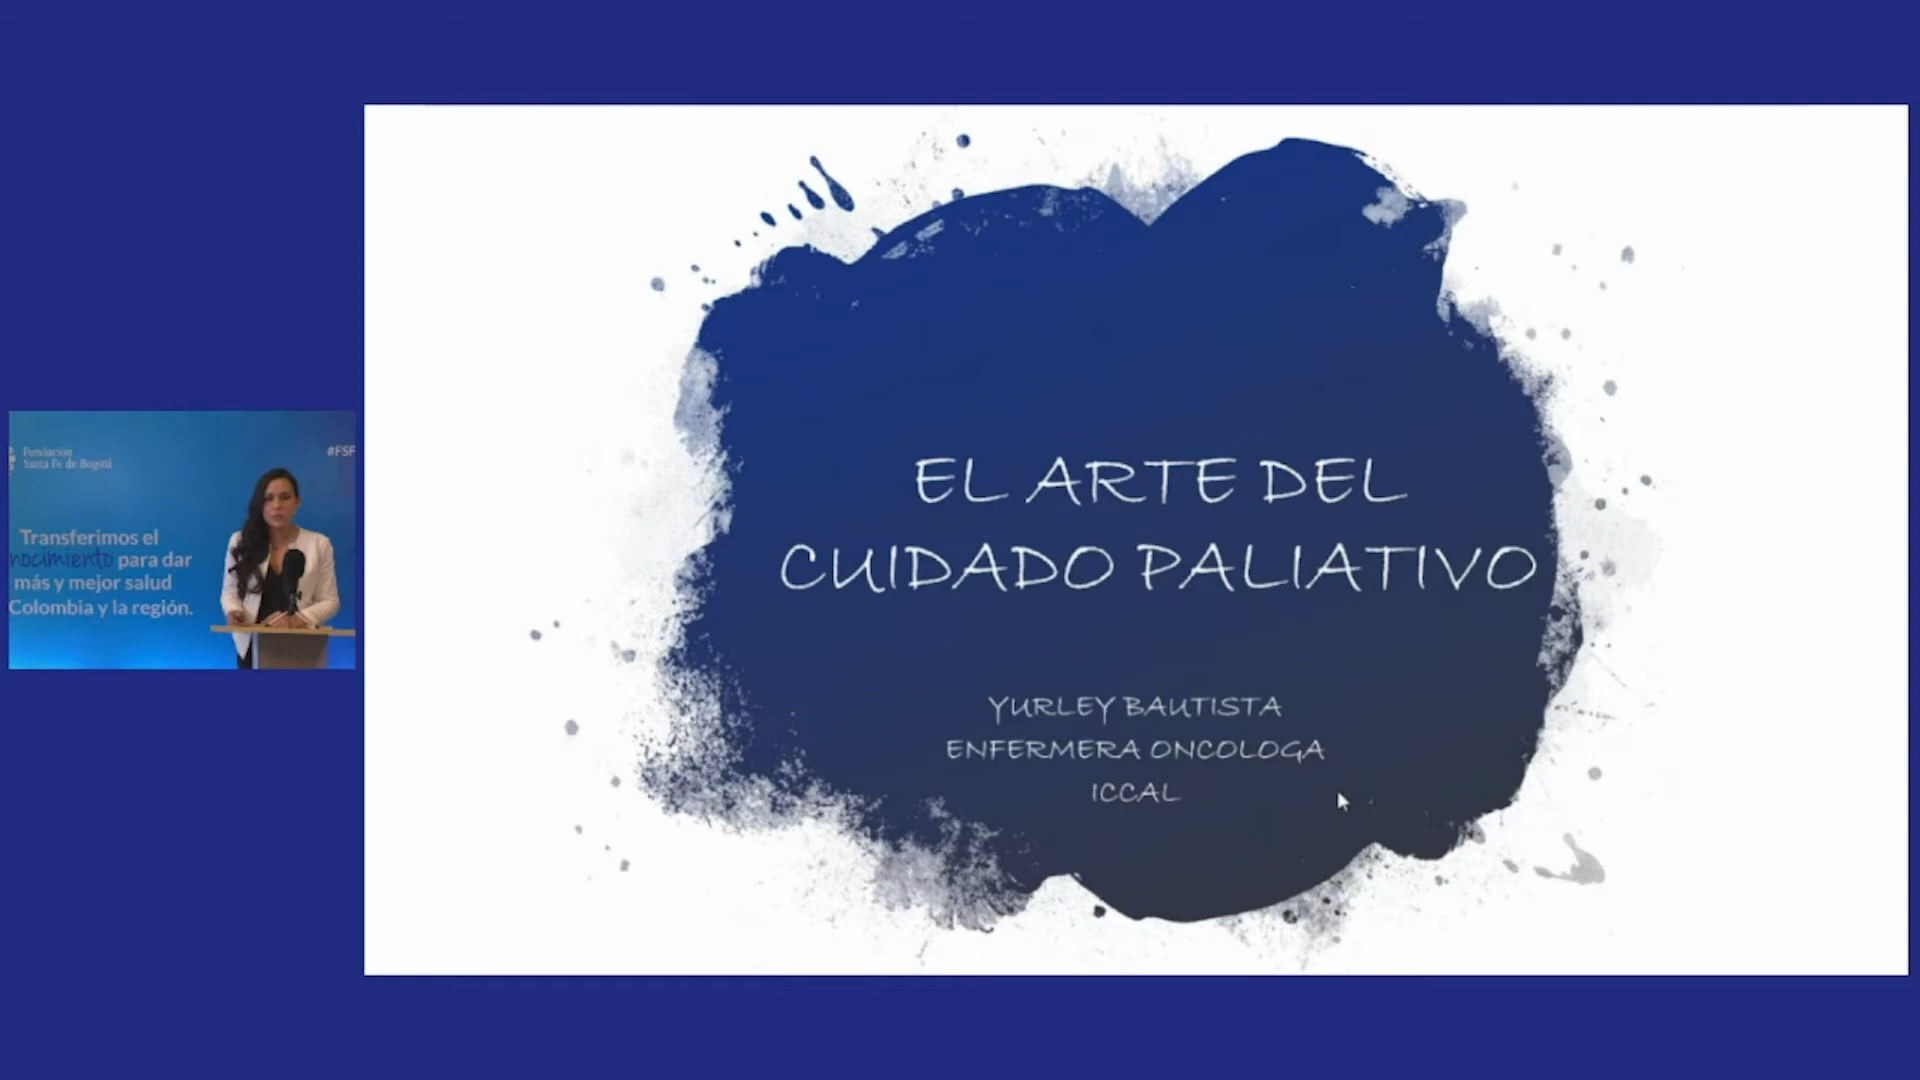 Fundación
Santa Fe de Bogotá
#FSF
Transferimos el
nocimiento para dar
más y mejor salud
Colombia y la región.
EL ARTE DEL
CUIDADO PALIATIVO
YURLEY BAUTISTA
ENFERMERA ONCOLOGA
ICCAL